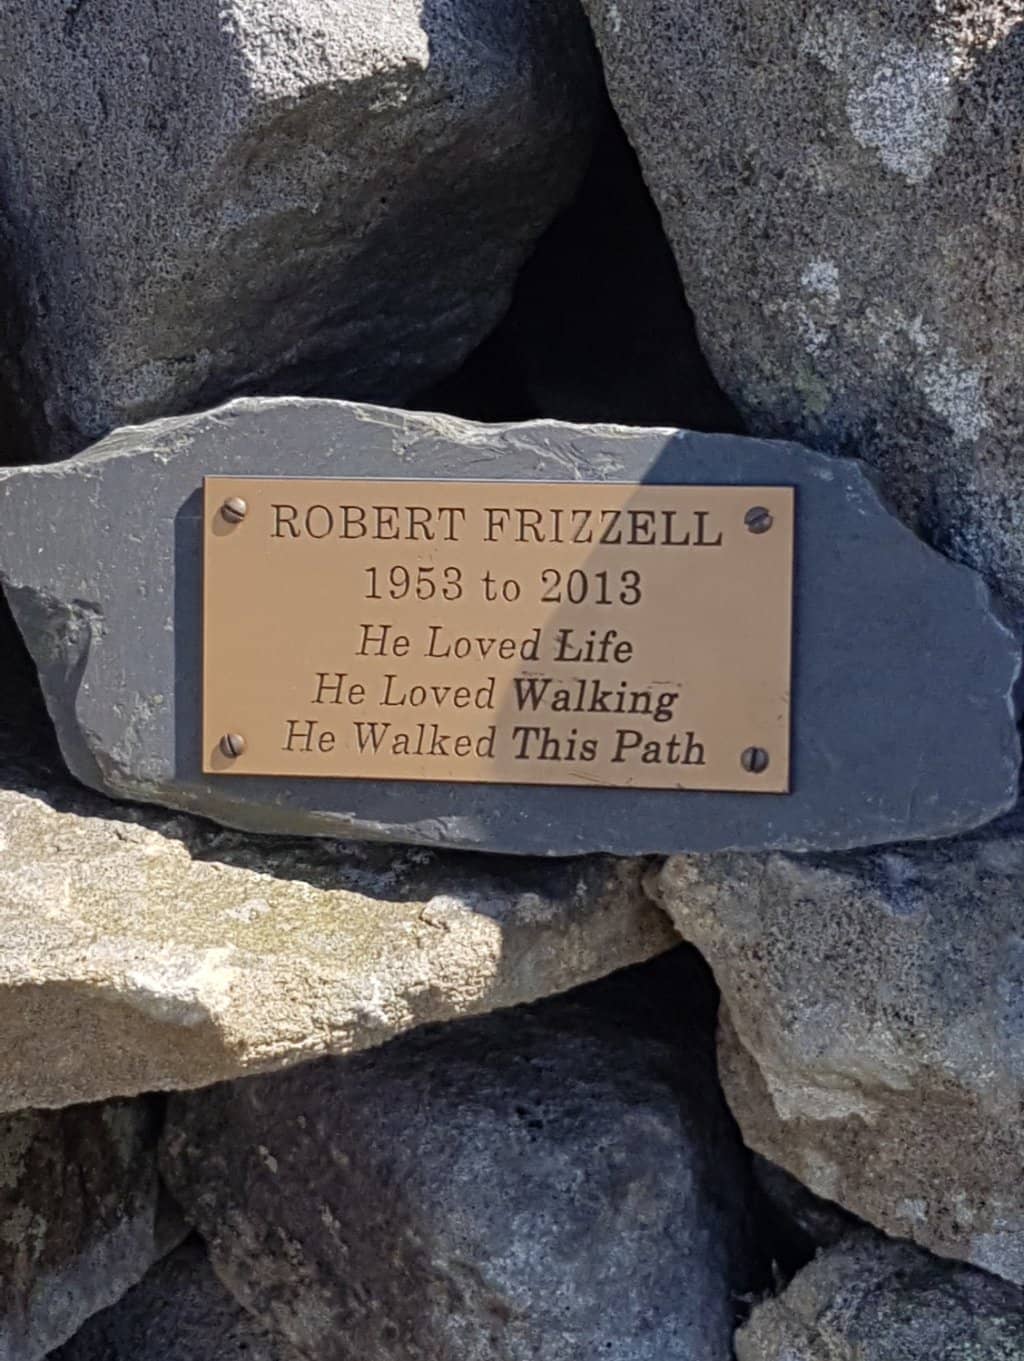 ROBERT FRIZZELL
1953 to 2013
He Loved Life
He Loved Walking
He Walked This Path